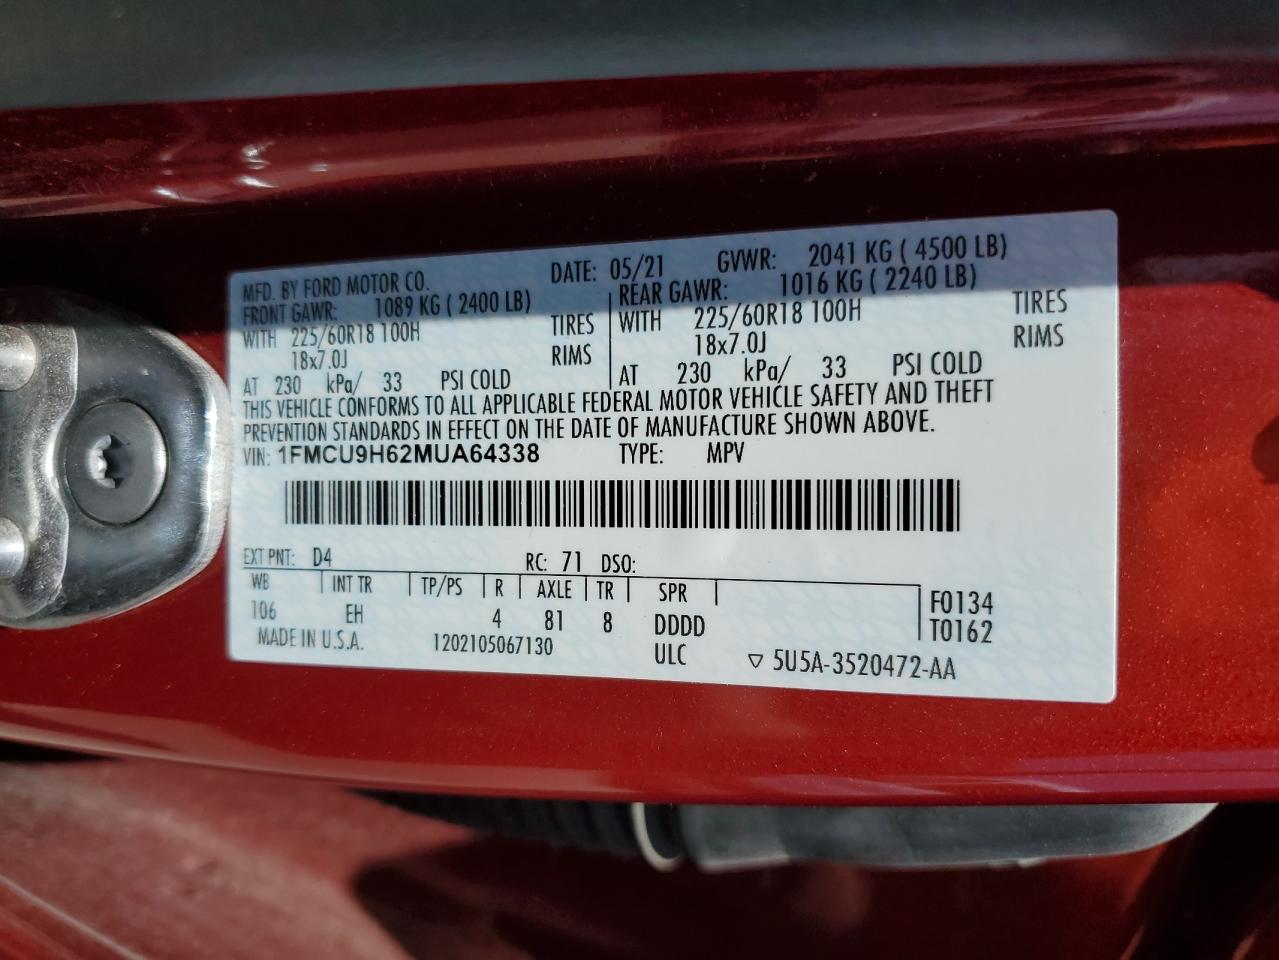 MFD. BY FORD MOTOR CO. DATE: 05/21 GVWR: 2041 KG ( 4500 LB)
FRONT GAWR: 1089 KG ( 2400 LB) REAR GAWR: 1016 KG ( 2240 LB)
WITH 225/60R18 100H TIRES WITH 225/60R18 100H TIRES
18x7.0J RIMS 18x7.0J RIMS
AT 230 kPa/ 33 PSI COLD AT 230 kPa/ 33 PSI COLD
THIS VEHICLE CONFORMS TO ALL APPLICABLE FEDERAL MOTOR VEHICLE SAFETY AND THEFT
PREVENTION STANDARDS IN EFFECT ON THE DATE OF MANUFACTURE SHOWN ABOVE.
VIN: 1FMCU9H62MUA64338 TYPE: MPV
EXT PNT: D4 RC: 71 DSO:
WB INT TR TP/PS R AXLE TR SPR F0134
106 EH 4 81 8 DDDD T0162
MADE IN U.S.A. 1202105067130 ULC ▽ 5U5A-3520472-AA